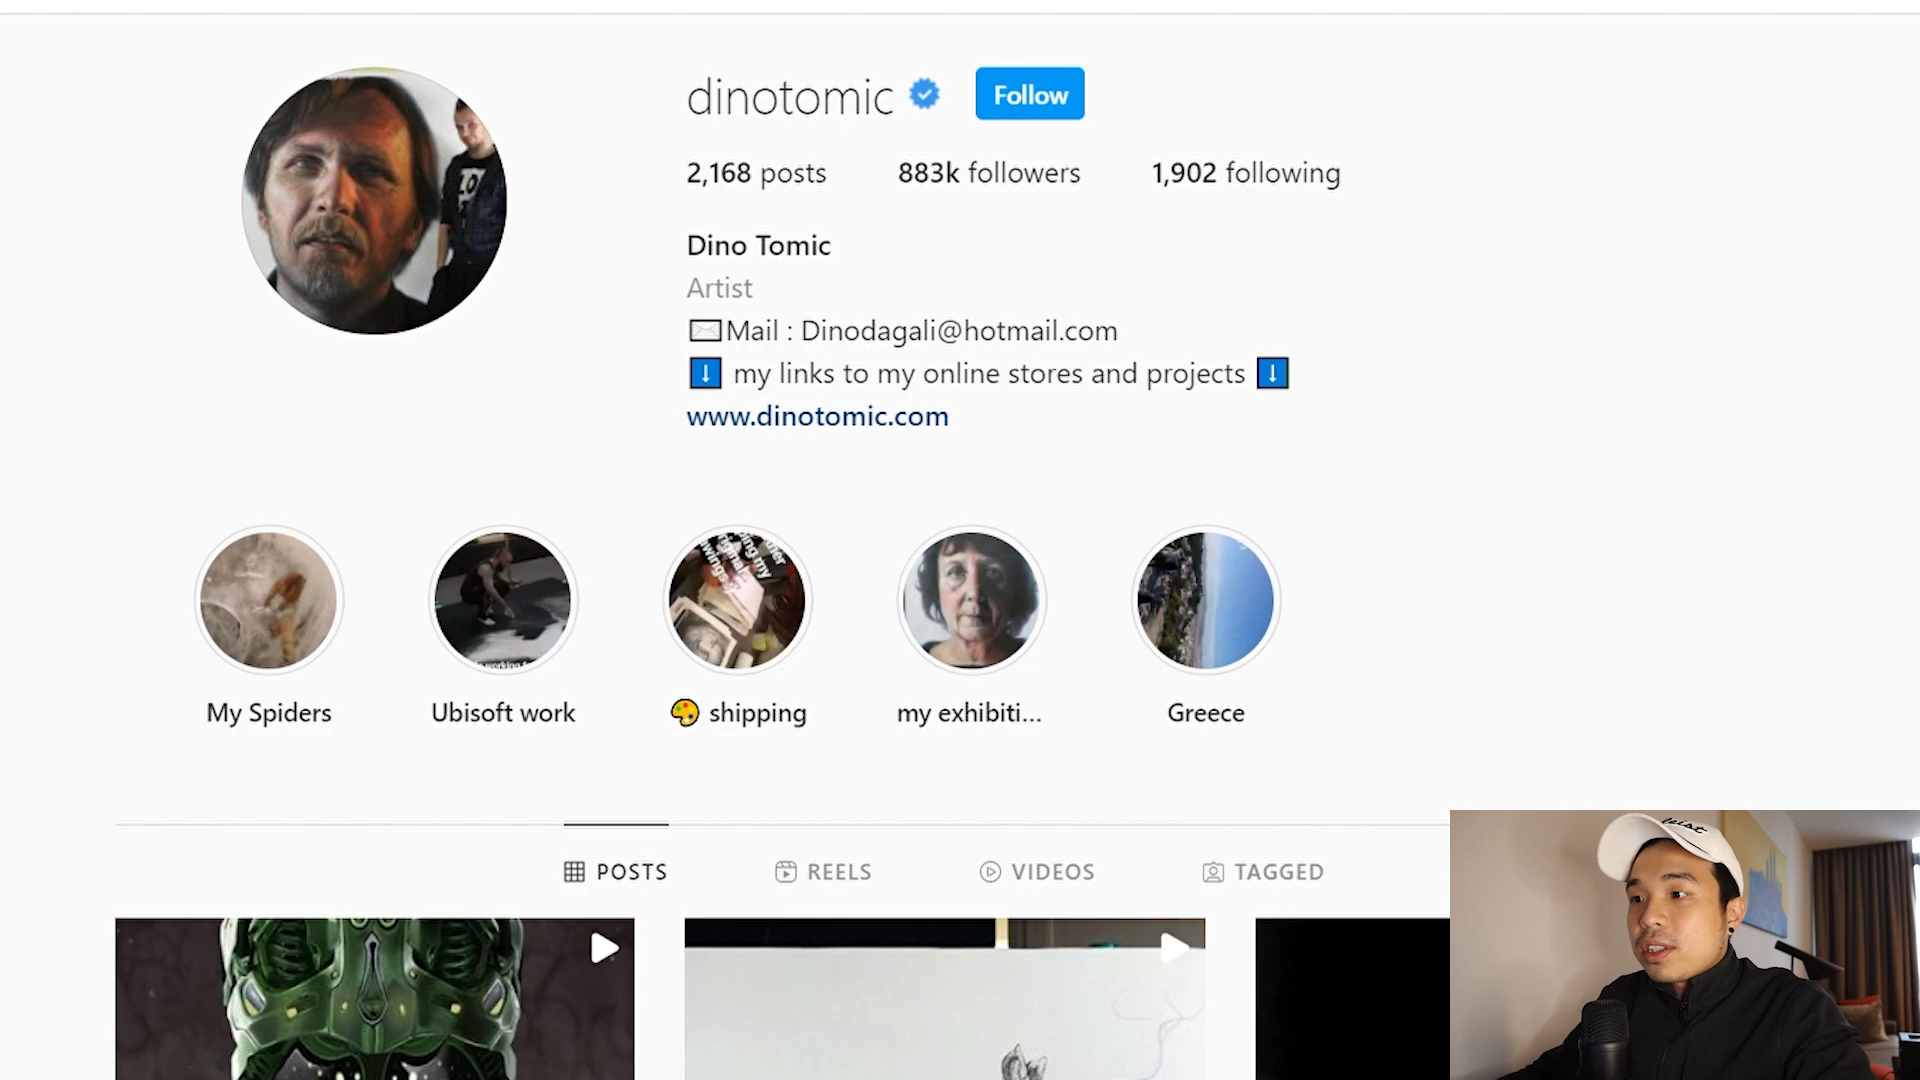 dinotomic
Follow
2,168 posts 883k followers 1,902 following
Dino Tomic
Artist
Mail : Dinodagali@hotmail.com
my links to my online stores and projects
www.dinotomic.com
My Spiders
Ubisoft work
shipping
my exhibiti...
Greece
POSTS
REELS
VIDEOS
TAGGED